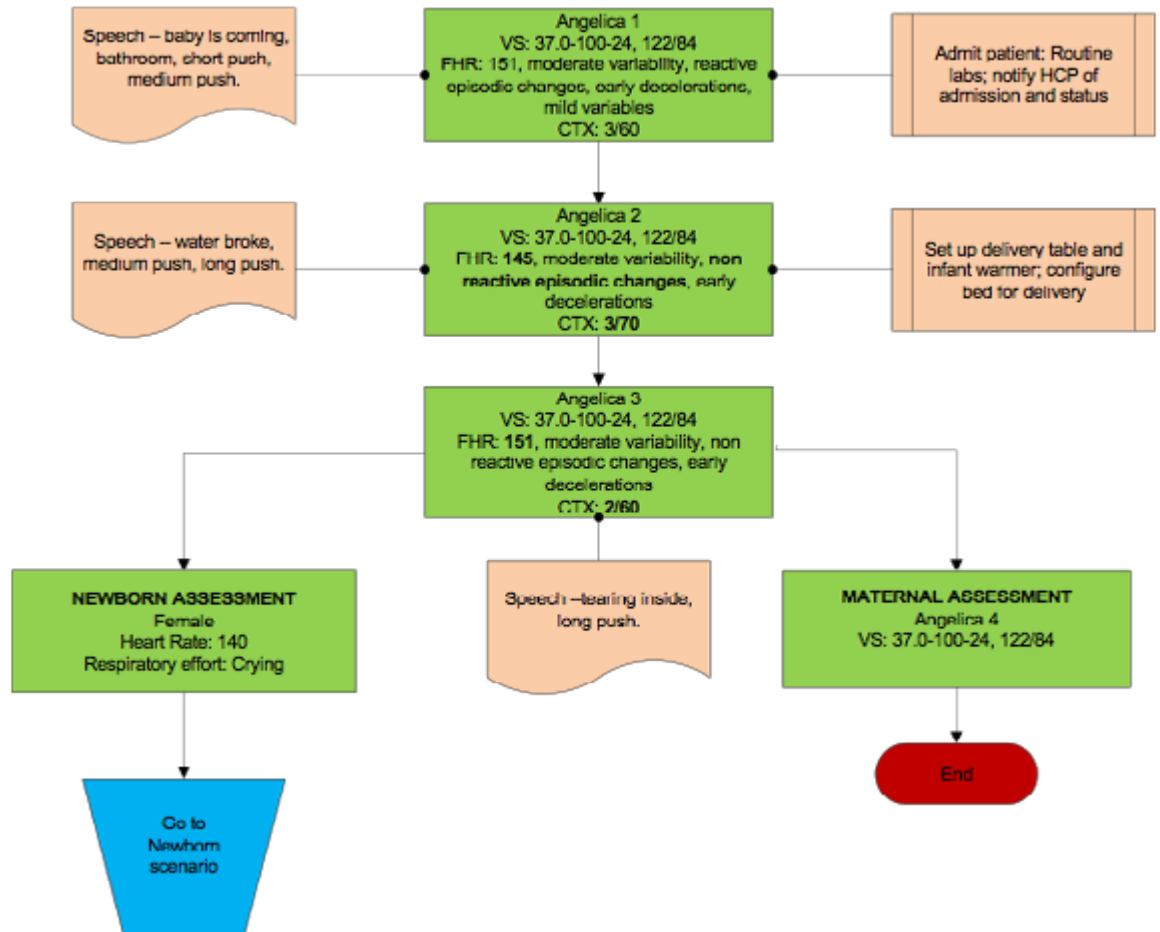 Speech – baby is coming,
bathroom, short push,
medium push.
Angelica 1
VS: 37.0-100-24, 122/84
FHR: 151, moderate variability, reactive
episodic changes, early decelerations,
mild variables
CTX: 3/60
Admit patient: Routine
labs; notify HCP of
admission and status
Speech – water broke,
medium push, long push.
Angelica 2
VS: 37.0-100-24, 122/84
FHR: 145, moderate variability, non
reactive episodic changes, early
decelerations
CTX: 3/70
Set up delivery table and
infant warmer; configure
bed for delivery
Angelica 3
VS: 37.0-100-24, 122/84
FHR: 151, moderate variability, non
reactive episodic changes, early
decelerations
CTX: 2/60
NEWBORN ASSESSMENT
Female
Heart Rate: 140
Respiratory effort: Crying
Speech –tearing inside,
long push.
MATERNAL ASSESSMENT
Angelica 4
VS: 37.0-100-24, 122/84
Go to
Newborn
scenario
End